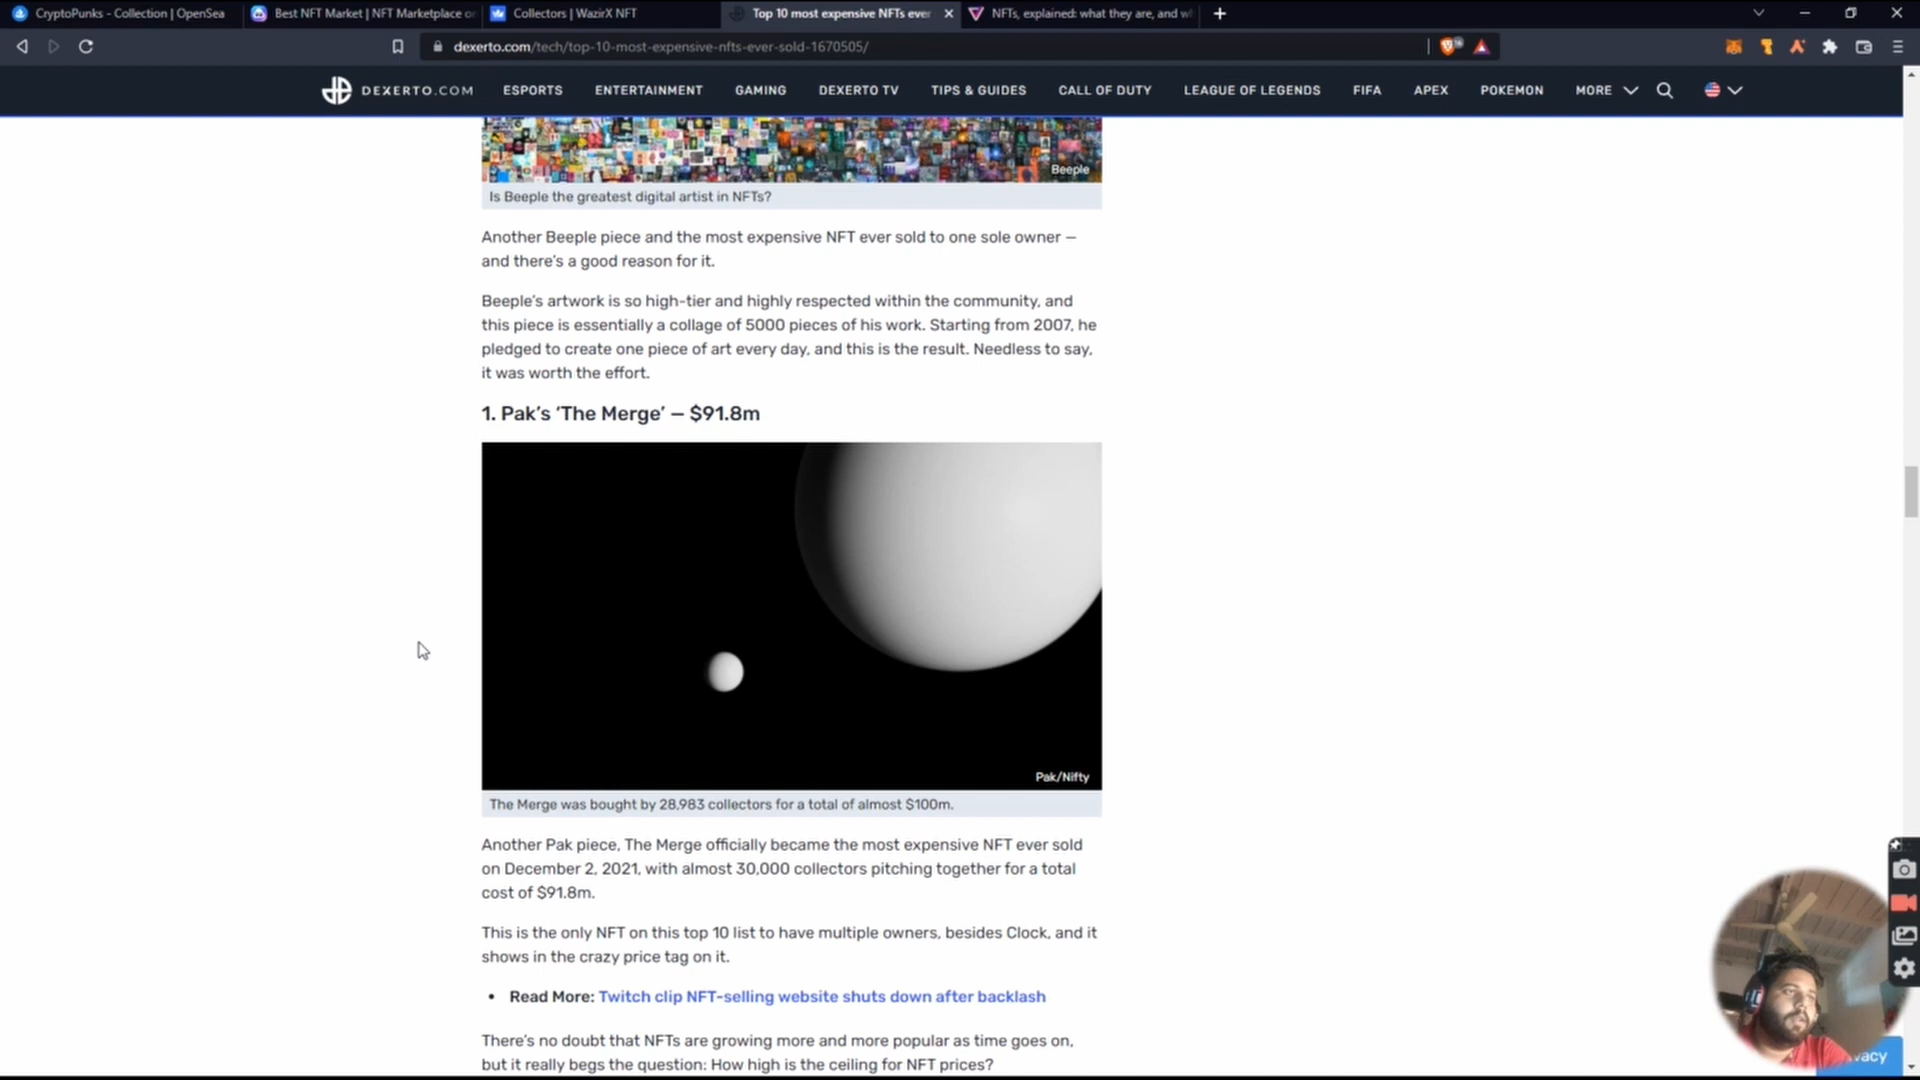 CryptoPunks - Collection | OpenSea
Best NFT Market | NFT Marketplace or
Collectors | WazirX NFT
Top 10 most expensive NFTs ever
NFTs, explained: what they are, and w
dexerto.com/tech/top-10-most-expensive-nfts-ever-sold-1670505/
DEXERTO.COM ESPORTS ENTERTAINMENT GAMING DEXERTO TV TIPS & GUIDES CALL OF DUTY LEAGUE OF LEGENDS FIFA APEX POKEMON MORE
Beeple
Is Beeple the greatest digital artist in NFTs?
Another Beeple piece and the most expensive NFT ever sold to one sole owner —
and there's a good reason for it.
Beeple's artwork is so high-tier and highly respected within the community, and
this piece is essentially a collage of 5000 pieces of his work. Starting from 2007, he
pledged to create one piece of art every day, and this is the result. Needless to say,
it was worth the effort.
1. Pak's 'The Merge' — $91.8m
Pak/Nifty
The Merge was bought by 28,983 collectors for a total of almost $100m.
Another Pak piece, The Merge officially became the most expensive NFT ever sold
on December 2, 2021, with almost 30,000 collectors pitching together for a total
cost of $91.8m.
This is the only NFT on this top 10 list to have multiple owners, besides Clock, and it
shows in the crazy price tag on it.
• Read More: Twitch clip NFT-selling website shuts down after backlash
There's no doubt that NFTs are growing more and more popular as time goes on,
but it really begs the question: How high is the ceiling for NFT prices?
vacy